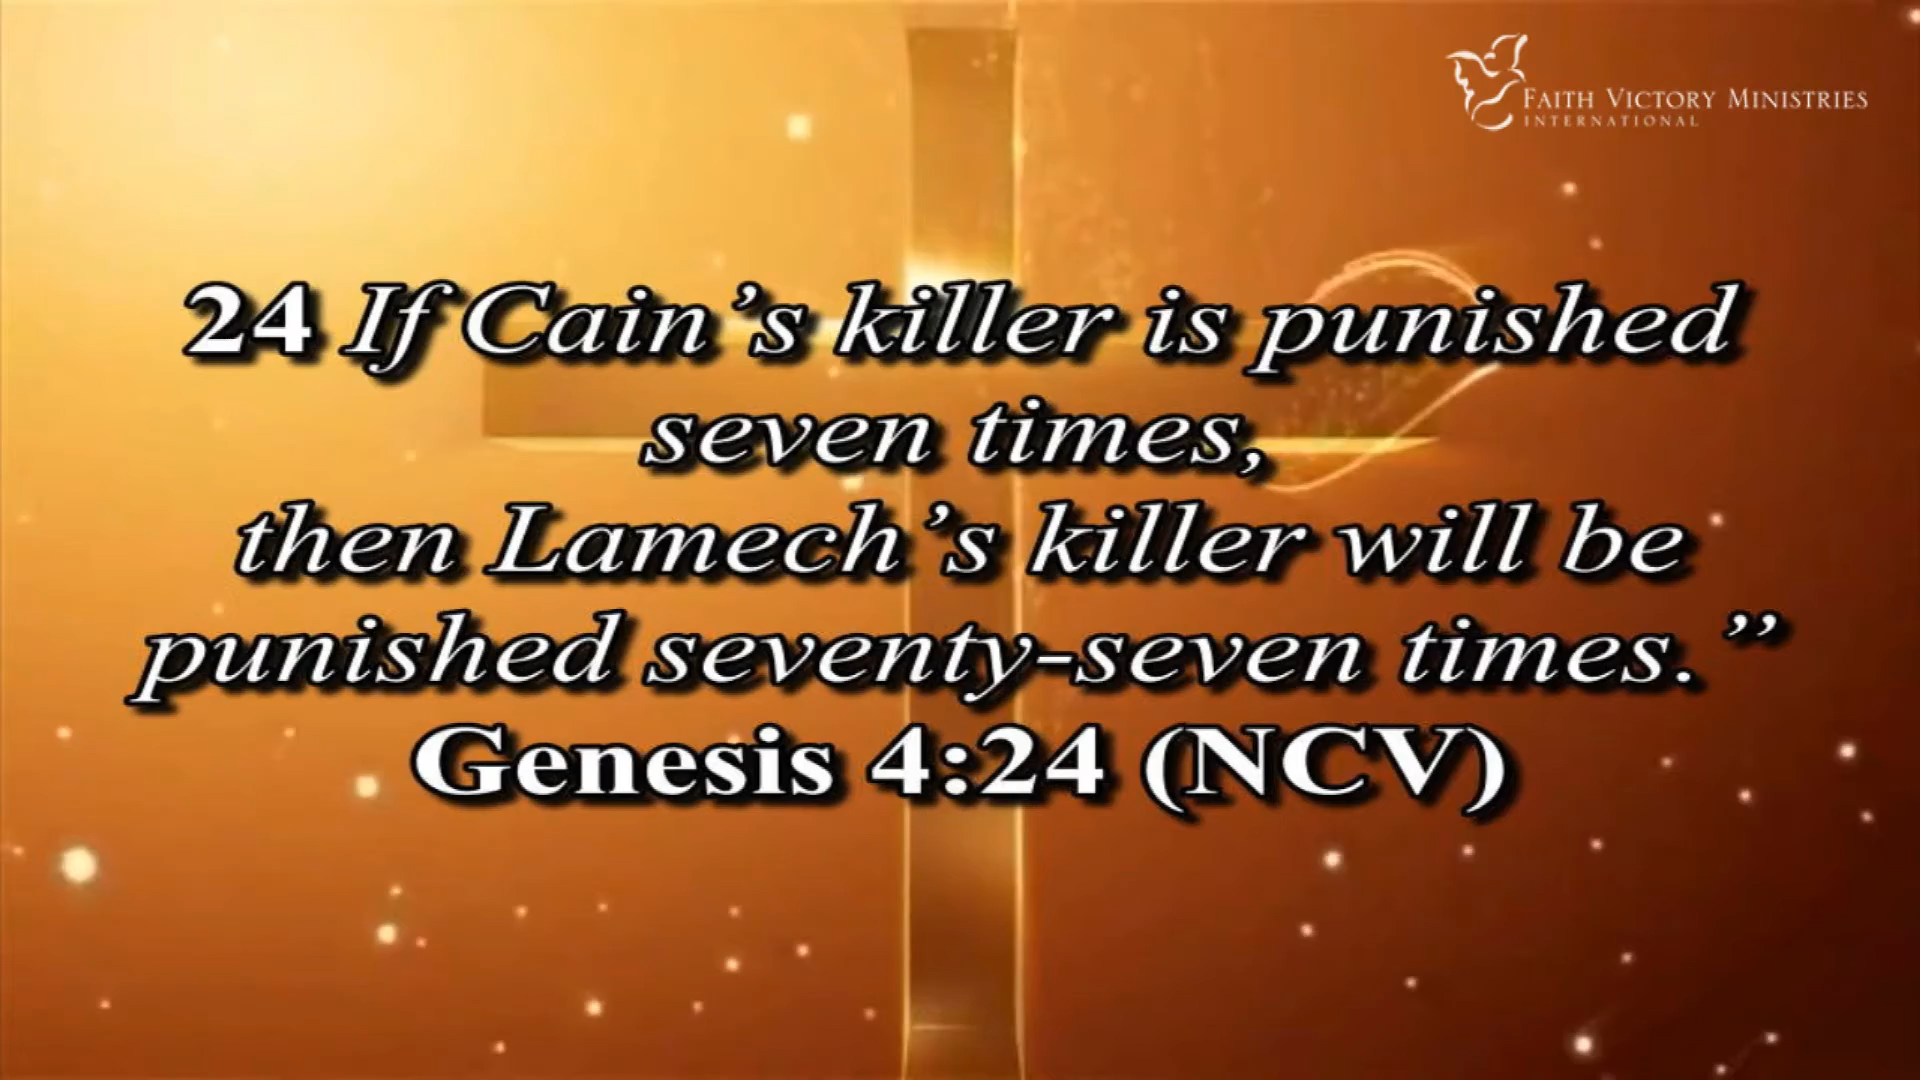 FAITH VICTORY MINISTRIES
INTERNATIONAL
24 If Cain’s killer is punished
seven times,
then Lamech’s killer will be
punished seventy-seven times.”
Genesis 4:24 (NCV)